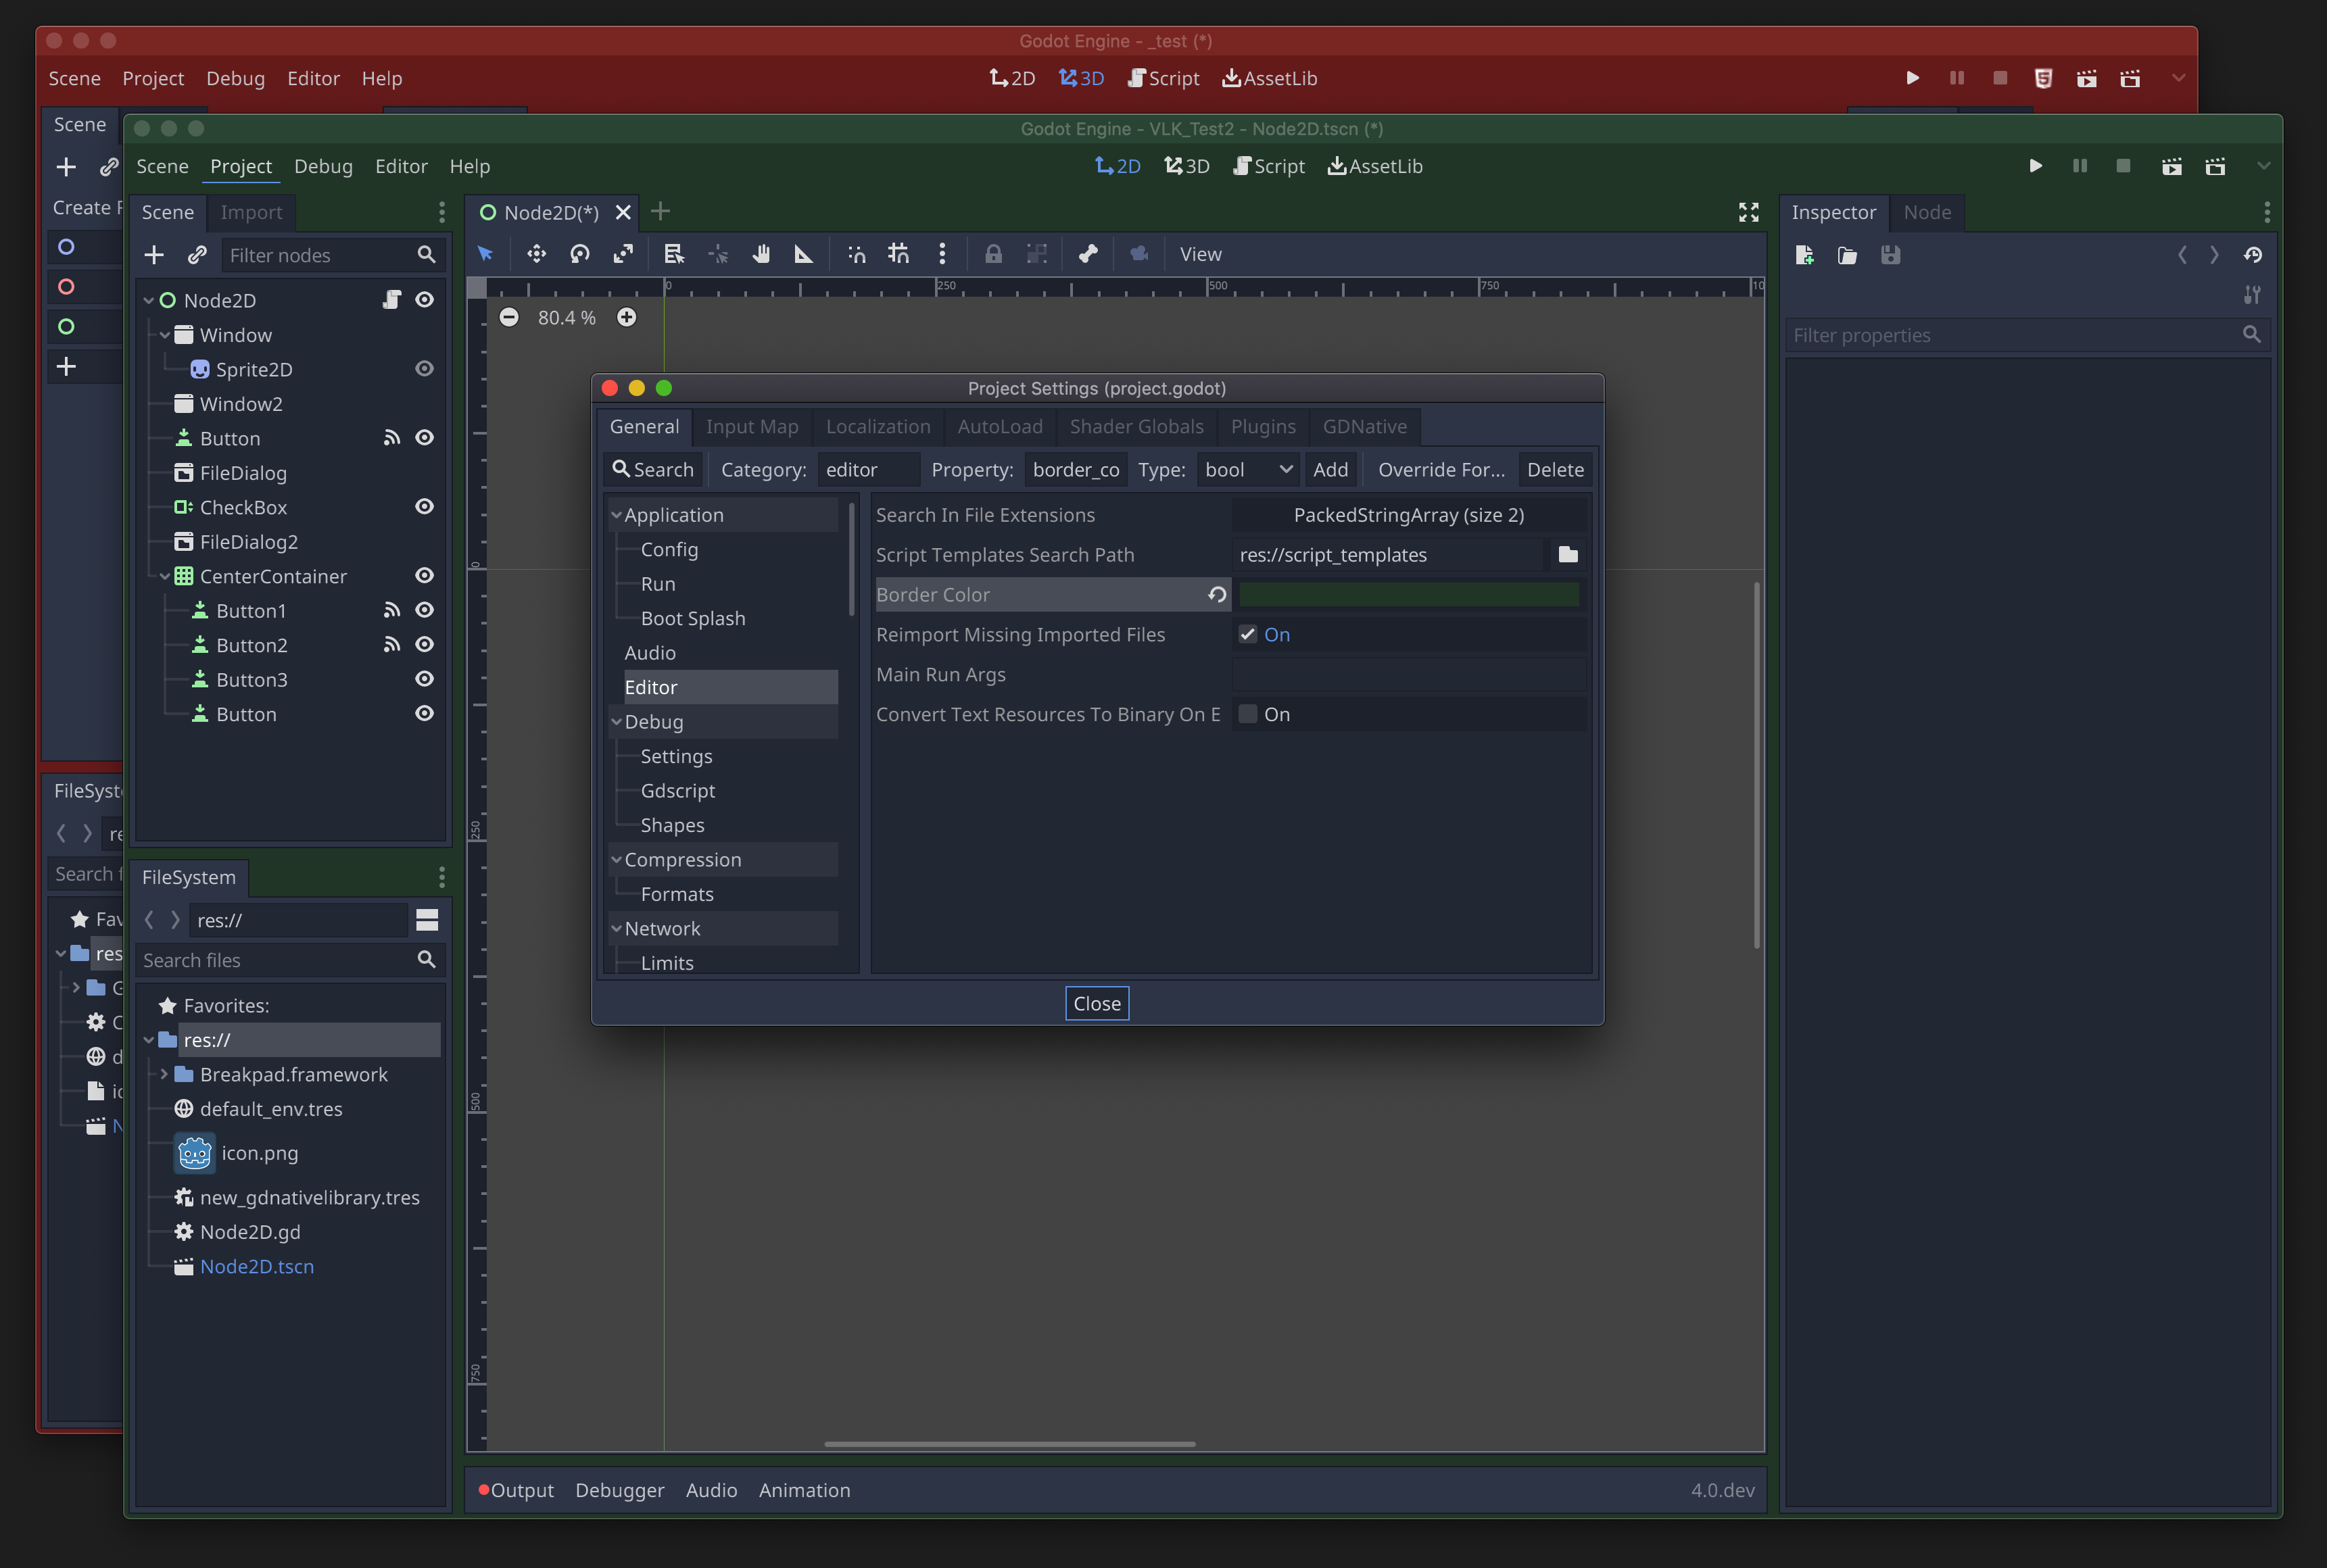 Godot Engine - _test (*)
Scene Project Debug Editor Help
2D 3D Script AssetLib
Scene
Create
FileSyst
Search
Fav
res
Godot Engine - VLK_Test2 - Node2D.tscn (*)
Scene Project Debug Editor Help
2D 3D Script AssetLib
Scene Import
Filter nodes
Node2D
Window
Sprite2D
Window2
Button
FileDialog
CheckBox
FileDialog2
CenterContainer
Button1
Button2
Button3
Button
FileSystem
res://
Search files
Favorites:
res://
Breakpad.framework
default_env.tres
icon.png
new_gdnativelibrary.tres
Node2D.gd
Node2D.tscn
Node2D(*)
View
0 250 500 750 10
80.4 %
0
250
500
750
Project Settings (project.godot)
General Input Map Localization AutoLoad Shader Globals Plugins GDNative
Search Category: editor Property: border_co Type: bool Add Override For... Delete
Application
Config
Run
Boot Splash
Audio
Editor
Debug
Settings
Gdscript
Shapes
Compression
Formats
Network
Limits
Search In File Extensions PackedStringArray (size 2)
Script Templates Search Path res://script_templates
Border Color
Reimport Missing Imported Files On
Main Run Args
Convert Text Resources To Binary On E On
Close
Output Debugger Audio Animation 4.0.dev
Inspector Node
Filter properties